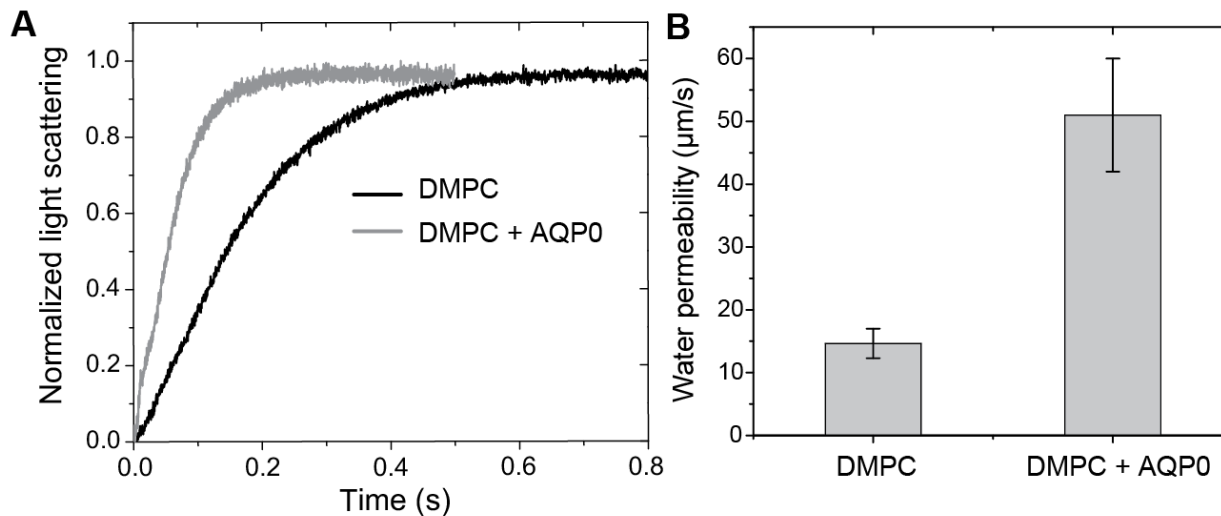 A
Normalized light scattering
1.0
0.8
0.6
0.4
0.2
0.0
DMPC
DMPC + AQP0
0.0 0.2 0.4 0.6 0.8
Time (s)
B
Water permeability (µm/s)
60
50
40
30
20
10
0
DMPC DMPC + AQP0